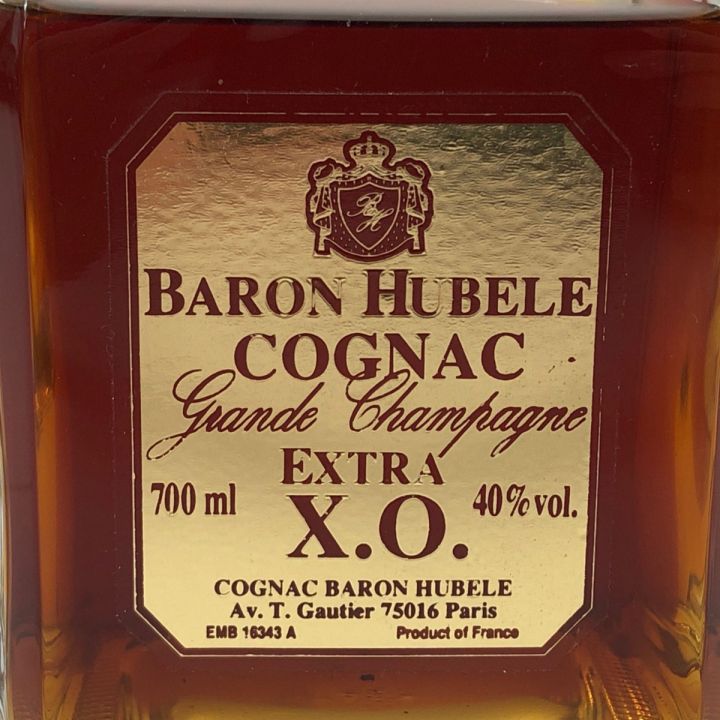 BH
BARON HUBELE
COGNAC
Grande Champagne
EXTRA
700 ml X.O. 40% vol.
COGNAC BARON HUBELE
Av. T. Gautier 75016 Paris
EMB 16343 A Product of France